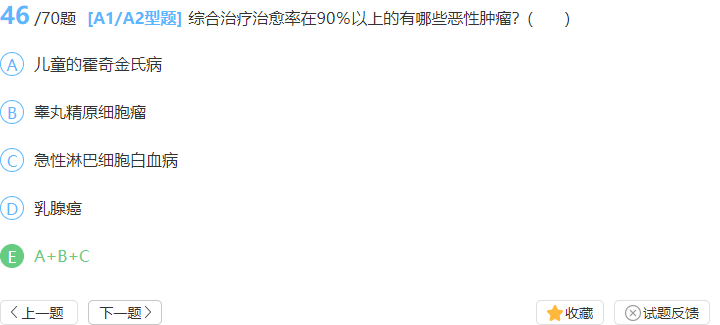 46/70题 [A1/A2型题] 综合治疗治愈率在90%以上的有哪些恶性肿瘤?(　　)
A 儿童的霍奇金氏病
B 睾丸精原细胞瘤
C 急性淋巴细胞白血病
D 乳腺癌
E A+B+C
上一题 下一题 收藏 试题反馈